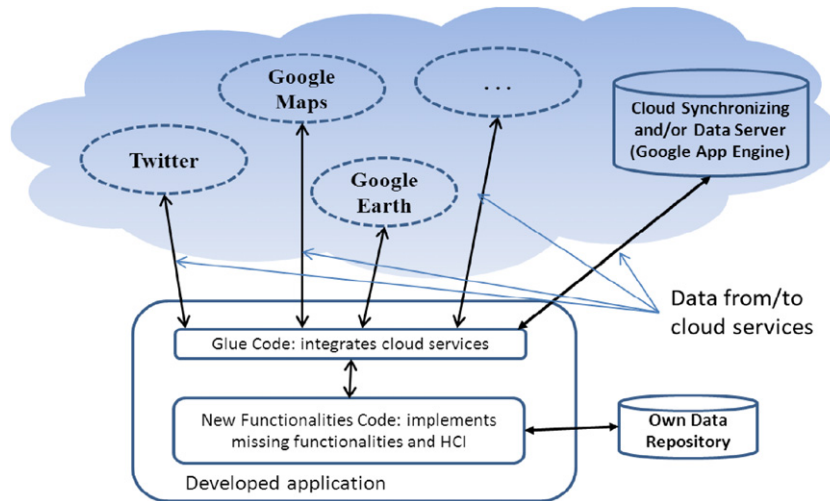 Google
Maps
. . .
Cloud Synchronizing
and/or Data Server
(Google App Engine)
Twitter
Google
Earth
Data from/to
cloud services
Glue Code: integrates cloud services
New Functionalities Code: implements
missing functionalities and HCI
Own Data
Repository
Developed application